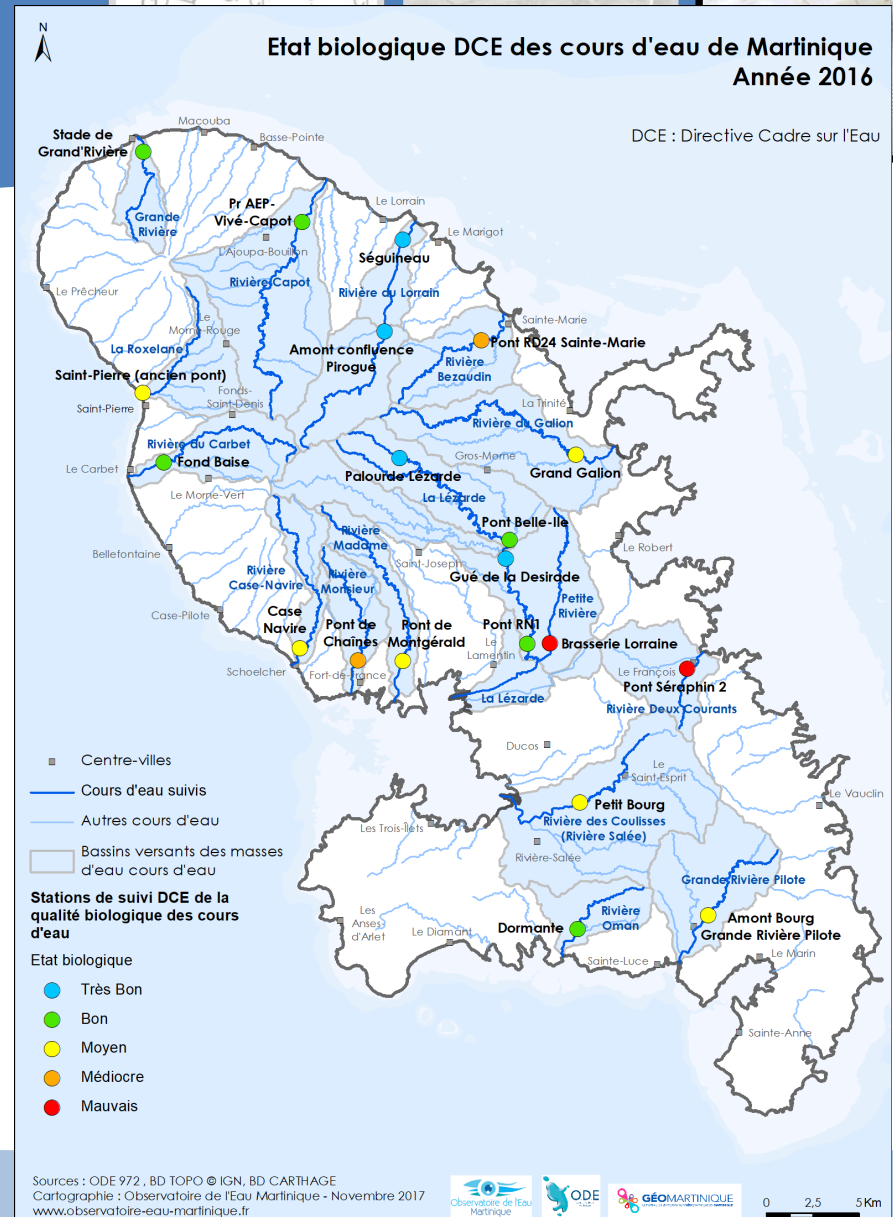 N
Etat biologique DCE des cours d'eau de Martinique
Année 2016
DCE : Directive Cadre sur l'Eau
Macouba
Basse-Pointe
Stade de
Grand'Rivière
Grande
Rivière
Pr AEP-
Vivé-Capot
L'Ajoupa-Bouillon
Rivière Capot
Le Lorrain
Le Marigot
Séguineau
Rivière du Lorrain
Le Prêcheur
Le
Morne-Rouge
La Roxelane
Amont confluence
Pirogue
Sainte-Marie
Pont RD24 Sainte-Marie
Rivière
Bezaudin
Saint-Pierre (ancien pont)
Saint-Pierre
Fonds-
Saint-Denis
La Trinité
Rivière du Galion
Rivière du Carbet
Fond Baise
Le Carbet
Gros-Morne
Grand Galion
Palourde Lézarde
La Lézarde
Le Morne-Vert
Pont Belle-Ile
Rivière
Madame
Saint-Joseph
Le Robert
Bellefontaine
Rivière
Case-Navire
Rivière
Monsieur
Gué de la Desirade
Petite
Rivière
Case-Pilote
Case
Navire
Pont de
Chaînes
Pont de
Montgérald
Pont RN1
Le
Lamentin
Brasserie Lorraine
Schoelcher
Fort-de-France
Le François
Pont Séraphin 2
La Lézarde
Rivière Deux Courants
Ducos
Le
Saint-Esprit
Le Vauclin
Petit Bourg
Rivière des Coulisses
(Rivière Salée)
Les Trois-Îlets
Rivière-Salée
Grande Rivière Pilote
Les
Anses-
d'Arlet
Le Diamant
Dormante
Rivière
Oman
Amont Bourg
Grande Rivière Pilote
Sainte-Luce
Le Marin
Sainte-Anne
Centre-villes
Cours d'eau suivis
Autres cours d'eau
Bassins versants des masses
d'eau cours d'eau
Stations de suivi DCE de la
qualité biologique des cours
d'eau
Etat biologique
Très Bon
Bon
Moyen
Médiocre
Mauvais
Sources : ODE 972 , BD TOPO © IGN, BD CARTHAGE
Cartographie : Observatoire de l'Eau Martinique - Novembre 2017
www.observatoire-eau-martinique.fr
Observatoire de l'Eau
Martinique
ODE
GÉOMARTINIQUE
0 2,5 5 Km